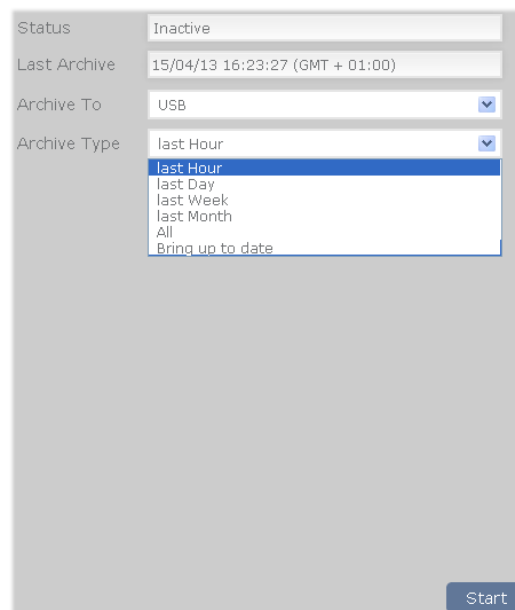 Status Inactive
Last Archive 15/04/13 16:23:27 (GMT + 01:00)
Archive To USB
Archive Type last Hour
last Hour
last Day
last Week
last Month
All
Bring up to date
Start